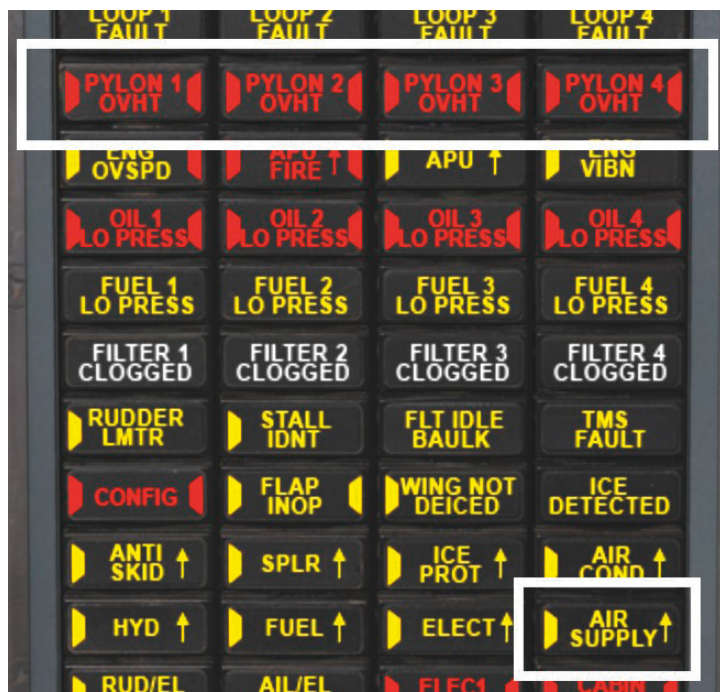 LOOP 1 LOOP 2 LOOP 3 LOOP 4
FAULT FAULT FAULT FAULT
PYLON 1 PYLON 2 PYLON 3 PYLON 4
OVHT OVHT OVHT OVHT
ENG APU APU ↑ ENG
OVSPD FIRE ↑ VIBN
OIL 1 OIL 2 OIL 3 OIL 4
LO PRESS LO PRESS LO PRESS LO PRESS
FUEL 1 FUEL 2 FUEL 3 FUEL 4
LO PRESS LO PRESS LO PRESS LO PRESS
FILTER 1 FILTER 2 FILTER 3 FILTER 4
CLOGGED CLOGGED CLOGGED CLOGGED
RUDDER STALL FLT IDLE TMS
LMTR IDNT BAULK FAULT
CONFIG FLAP WING NOT ICE
INOP DEICED DETECTED
ANTI SPLR ↑ ICE AIR
SKID ↑ PROT ↑ COND ↑
HYD ↑ FUEL ↑ ELECT ↑ AIR
SUPPLY ↑
RUD/EL AIL/EL ELEC1 CABIN